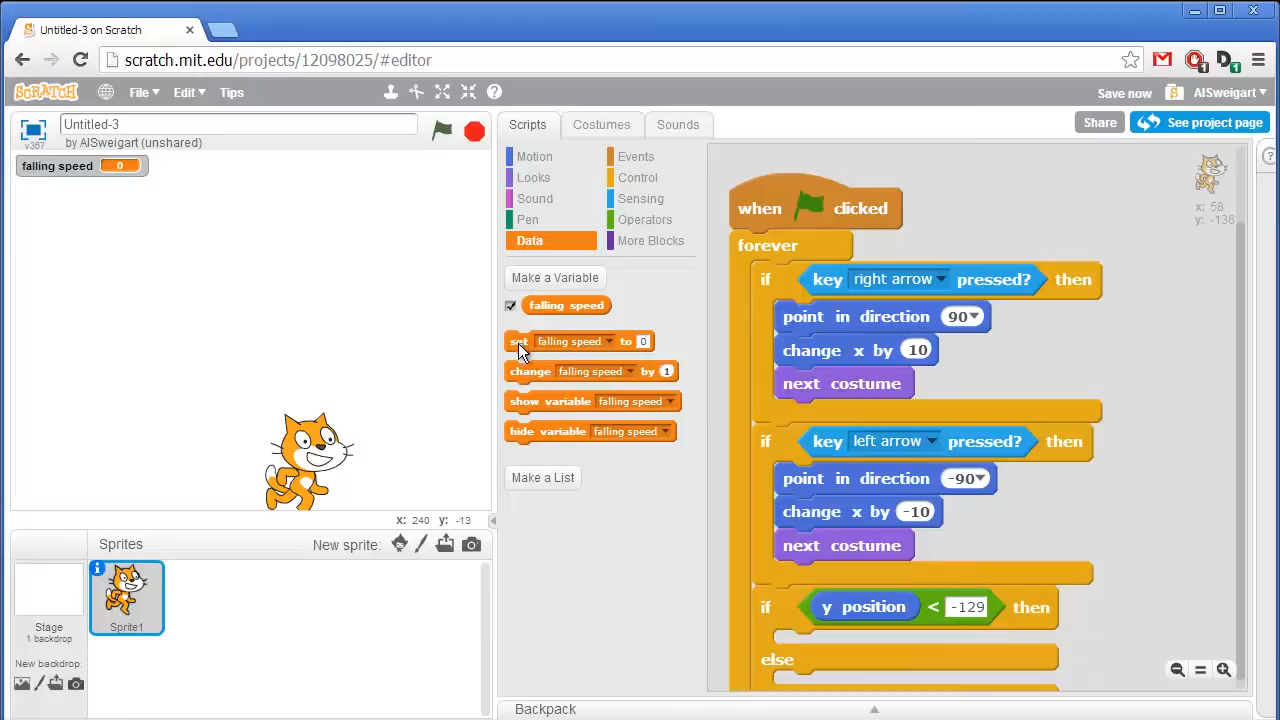 Untitled-3 on Scratch
scratch.mit.edu/projects/12098025/#editor
SCRATCH File Edit Tips Save now AlSweigart
Untitled-3
by AlSweigart (unshared)
v387
falling speed 0
x: 240 y: -13
Sprites New sprite:
Stage
1 backdrop
New backdrop:
Sprite1
Scripts Costumes Sounds
Share See project page
Motion Events
Looks Control
Sound Sensing
Pen Operators
Data More Blocks
Make a Variable
falling speed
set falling speed to 0
change falling speed by 1
show variable falling speed
hide variable falling speed
Make a List
x: 58
y: -136
when clicked
forever
if key right arrow pressed? then
point in direction 90
change x by 10
next costume
if key left arrow pressed? then
point in direction -90
change x by -10
next costume
if y position < -129 then
else
Backpack